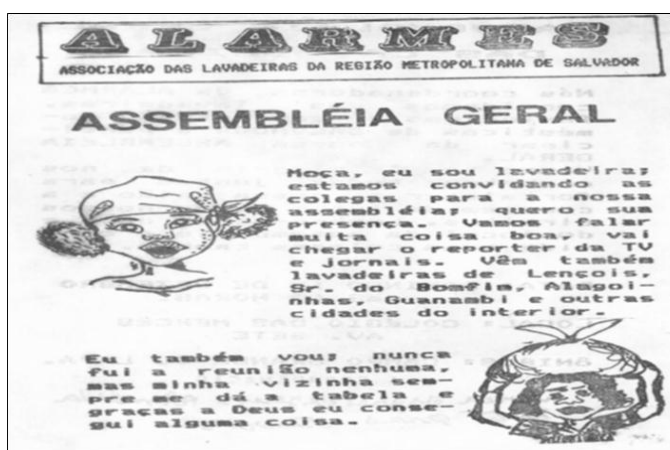 ALARMES
ASSOCIAÇÃO DAS LAVADEIRAS DA REGIÃO METROPOLITANA DE SALVADOR
ASSEMBLÉIA GERAL
Moça, eu sou lavadeira;
estamos convidando as
colegas para a nossa
assembléia; quero sua
presença. Vamos falar
muita coisa boa vai
chegar o reporter da TV
e jornais. Vêm também
lavadeiras de Lençois,
Sr. do Bomfim, Alagoi-
nhas, Guanambi e outras
cidades do interior.
Eu também vou; nunca
fui a reunião nenhuma,
mas minha vizinha sem-
pre me dá a tabela e
graças a Deus eu conse-
gui alguma coisa.